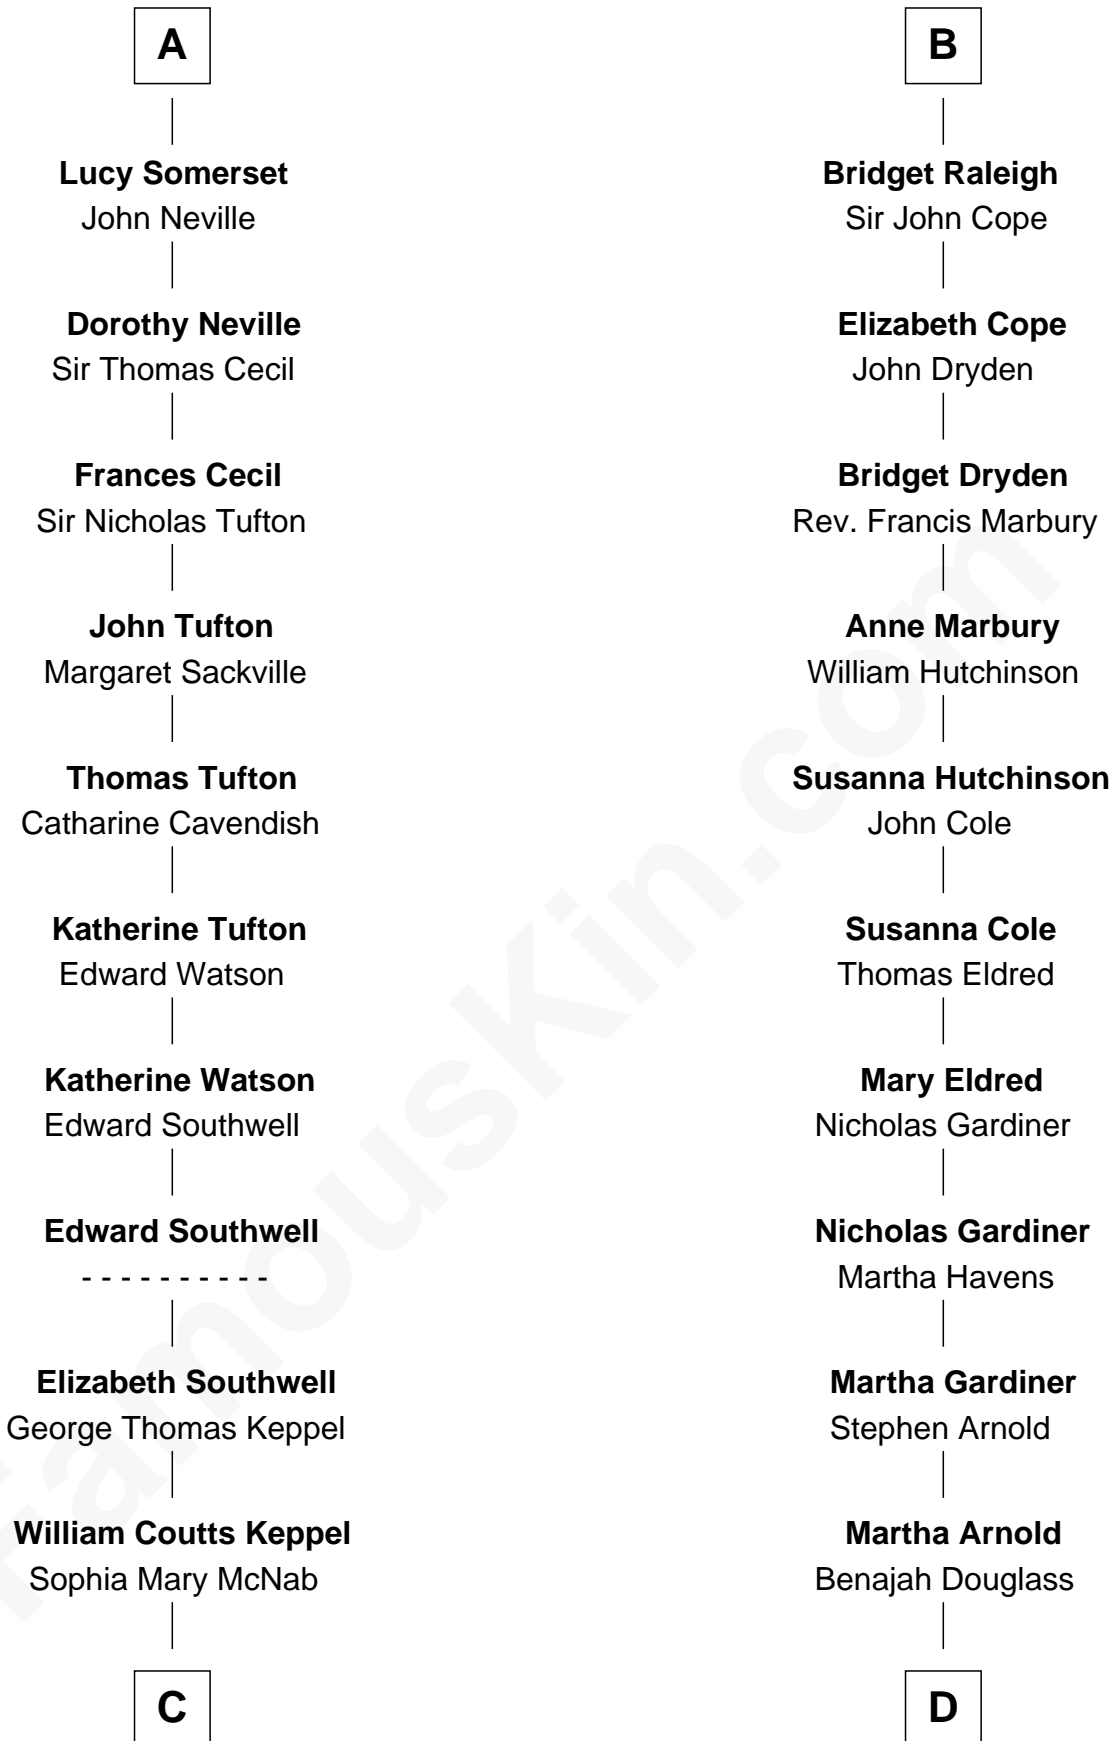 A
Lucy Somerset
John Neville
Dorothy Neville
Sir Thomas Cecil
Frances Cecil
Sir Nicholas Tufton
John Tufton
Margaret Sackville
Thomas Tufton
Catharine Cavendish
Katherine Tufton
Edward Watson
Katherine Watson
Edward Southwell
Edward Southwell
- - - - - - - - - -
Elizabeth Southwell
George Thomas Keppel
William Coutts Keppel
Sophia Mary McNab
C
B
Bridget Raleigh
Sir John Cope
Elizabeth Cope
John Dryden
Bridget Dryden
Rev. Francis Marbury
Anne Marbury
William Hutchinson
Susanna Hutchinson
John Cole
Susanna Cole
Thomas Eldred
Mary Eldred
Nicholas Gardiner
Nicholas Gardiner
Martha Havens
Martha Gardiner
Stephen Arnold
Martha Arnold
Benajah Douglass
D
FamousKin.com